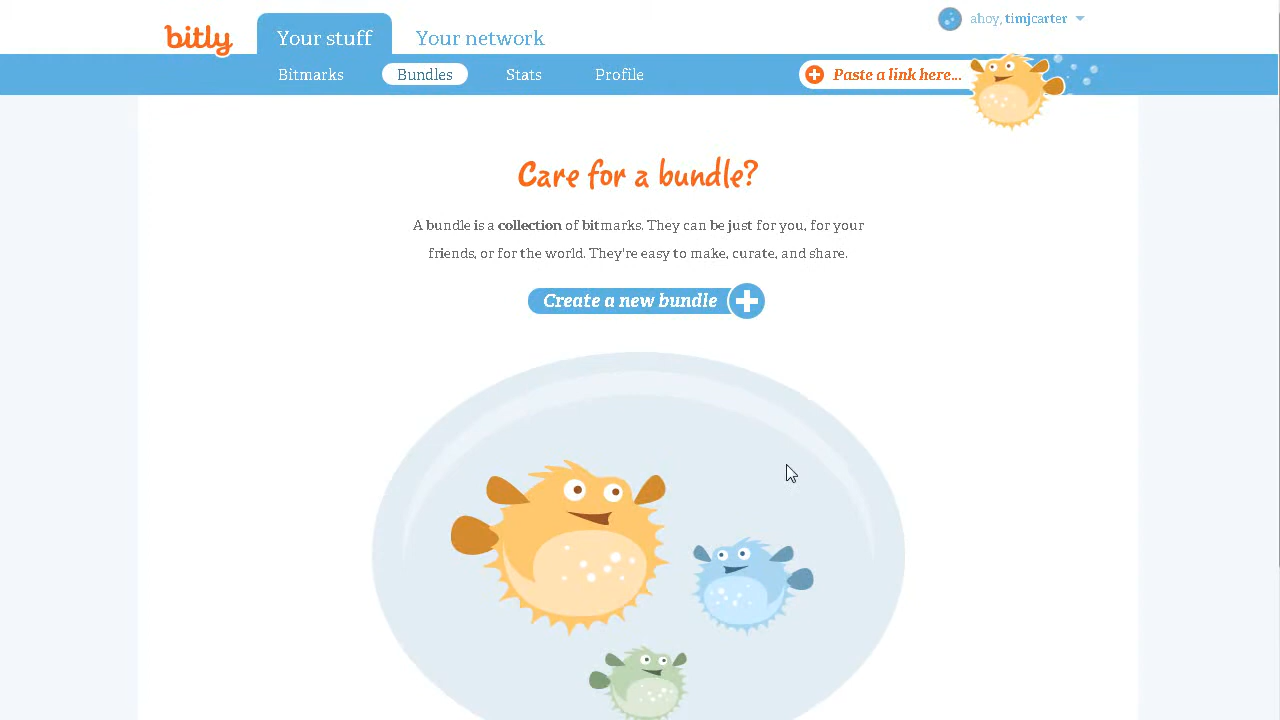 bitly
Your stuff
Your network
ahoy, timjcarter
Bitmarks
Bundles
Stats
Profile
Paste a link here...
Care for a bundle?
A bundle is a collection of bitmarks. They can be just for you, for your
friends, or for the world. They're easy to make, curate, and share.
Create a new bundle